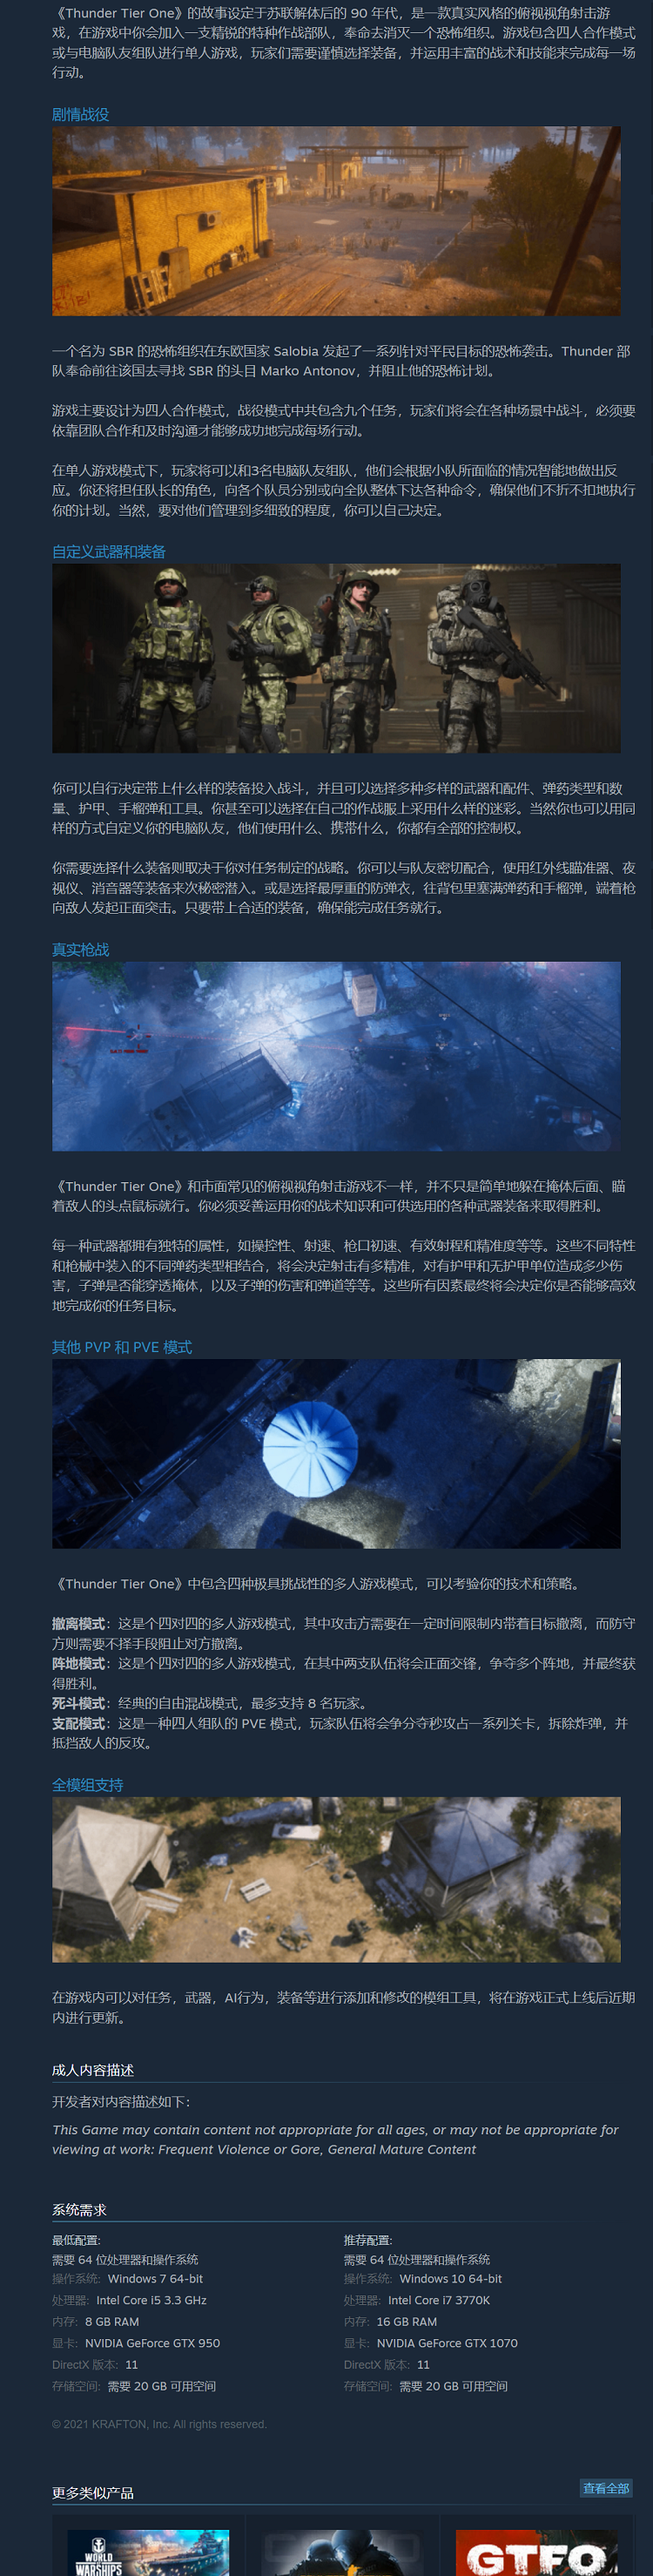 《Thunder Tier One》的故事设定于苏联解体后的 90 年代，是一款真实风格的俯视视角射击游
戏，在游戏中你会加入一支精锐的特种作战部队，奉命去消灭一个恐怖组织。游戏包含四人合作模式
或与电脑队友组队进行单人游戏，玩家们需要谨慎选择装备，并运用丰富的战术和技能来完成每一场
行动。
剧情战役
一个名为 SBR 的恐怖组织在东欧国家 Salobia 发起了一系列针对平民目标的恐怖袭击。Thunder 部
队奉命前往该国去寻找 SBR 的头目 Marko Antonov，并阻止他的恐怖计划。
游戏主要设计为四人合作模式，战役模式中共包含九个任务，玩家们将会在各种场景中战斗，必须要
依靠团队合作和及时沟通才能够成功地完成每场行动。
在单人游戏模式下，玩家将可以和3名电脑队友组队，他们会根据小队所面临的情况智能地做出反
应。你还将担任队长的角色，向各个队员分别或向全队整体下达各种命令，确保他们不折不扣地执行
你的计划。当然，要对他们管理到多细致的程度，你可以自己决定。
自定义武器和装备
你可以自行决定带上什么样的装备投入战斗，并且可以选择多种多样的武器和配件、弹药类型和数
量、护甲、手榴弹和工具。你甚至可以选择在自己的作战服上采用什么样的迷彩。当然你也可以用同
样的方式自定义你的电脑队友，他们使用什么、携带什么，你都有全部的控制权。
你需要选择什么装备则取决于你对任务制定的战略。你可以与队友密切配合，使用红外线瞄准器、夜
视仪、消音器等装备来次秘密潜入。或是选择最厚重的防弹衣，往背包里塞满弹药和手榴弹，端着枪
向敌人发起正面突击。只要带上合适的装备，确保能完成任务就行。
真实枪战
《Thunder Tier One》和市面常见的俯视视角射击游戏不一样，并不只是简单地躲在掩体后面、瞄
着敌人的头点鼠标就行。你必须妥善运用你的战术知识和可供选用的各种武器装备来取得胜利。
每一种武器都拥有独特的属性，如操控性、射速、枪口初速、有效射程和精准度等等。这些不同特性
和枪械中装入的不同弹药类型相结合，将会决定射击有多精准，对有护甲和无护甲单位造成多少伤
害，子弹是否能穿透掩体，以及子弹的伤害和弹道等等。这些所有因素最终将会决定你是否能够高效
地完成你的任务目标。
其他 PVP 和 PVE 模式
《Thunder Tier One》中包含四种极具挑战性的多人游戏模式，可以考验你的技术和策略。
撤离模式：这是个四对四的多人游戏模式，其中攻击方需要在一定时间限制内带着目标撤离，而防守
方则需要不择手段阻止对方撤离。
阵地模式：这是个四对四的多人游戏模式，在其中两支队伍将会正面交锋，争夺多个阵地，并最终获
得胜利。
死斗模式：经典的自由混战模式，最多支持 8 名玩家。
支配模式：这是一种四人组队的 PVE 模式，玩家队伍将会争分夺秒攻占一系列关卡，拆除炸弹，并
抵挡敌人的反攻。
全模组支持
在游戏内可以对任务，武器，AI行为，装备等进行添加和修改的模组工具，将在游戏正式上线后近期
内进行更新。
成人内容描述
开发者对内容描述如下：
This Game may contain content not appropriate for all ages, or may not be appropriate for
viewing at work: Frequent Violence or Gore, General Mature Content
系统需求
最低配置:
需要 64 位处理器和操作系统
操作系统: Windows 7 64-bit
处理器: Intel Core i5 3.3 GHz
内存: 8 GB RAM
显卡: NVIDIA GeForce GTX 950
DirectX 版本: 11
存储空间: 需要 20 GB 可用空间
推荐配置:
需要 64 位处理器和操作系统
操作系统: Windows 10 64-bit
处理器: Intel Core i7 3770K
内存: 16 GB RAM
显卡: NVIDIA GeForce GTX 1070
DirectX 版本: 11
存储空间: 需要 20 GB 可用空间
© 2021 KRAFTON, Inc. All rights reserved.
更多类似产品
查看全部
WORLD
WARSHIPS
GTFO